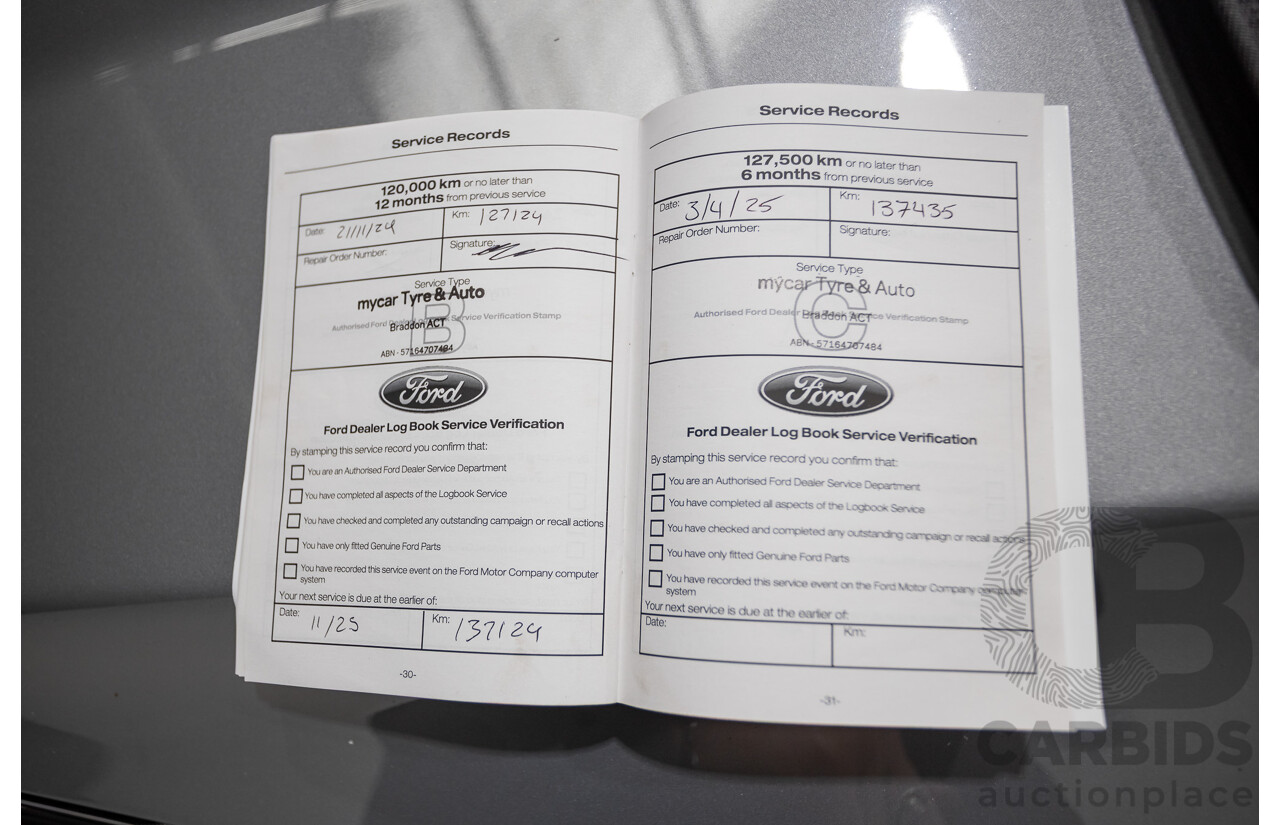 Service Records
120,000 km or no later than
12 months from previous service
Date: 21/11/24
Km: 127124
Repair Order Number:
Signature:
Service Type
mycar Tyre & Auto
B
Authorised Ford Dealer Service Verification Stamp
Braddon ACT
ABN - 57164707484
Ford
Ford Dealer Log Book Service Verification
By stamping this service record you confirm that:
You are an Authorised Ford Dealer Service Department
You have completed all aspects of the Logbook Service
You have checked and completed any outstanding campaign or recall actions
You have only fitted Genuine Ford Parts
You have recorded this service event on the Ford Motor Company computer
system
Your next service is due at the earlier of:
Date: 11/25
Km: 137124
-30-
Service Records
127,500 km or no later than
6 months from previous service
Date: 3/4/25
Km: 137435
Repair Order Number:
Signature:
Service Type
mycar Tyre & Auto
C
Authorised Ford Dealer Service Verification Stamp
Braddon ACT
ABN - 57164707484
Ford
Ford Dealer Log Book Service Verification
By stamping this service record you confirm that:
You are an Authorised Ford Dealer Service Department
You have completed all aspects of the Logbook Service
You have checked and completed any outstanding campaign or recall actions
You have only fitted Genuine Ford Parts
You have recorded this service event on the Ford Motor Company computer
system
Your next service is due at the earlier of:
Date:
Km:
-31-
CB
CARBIDS
auctionplace